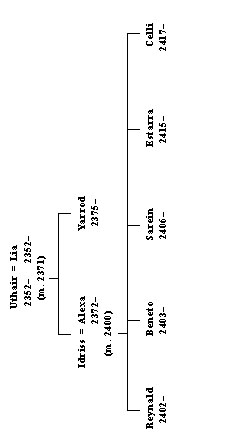 Uthair = Lia
2352– 2352–
(m. 2371)
Idriss = Alexa Yarrod
2372– 2375–
(m. 2400)
Reynald Beneto Sarein Estarra Celli
2402– 2403– 2406– 2415– 2417–